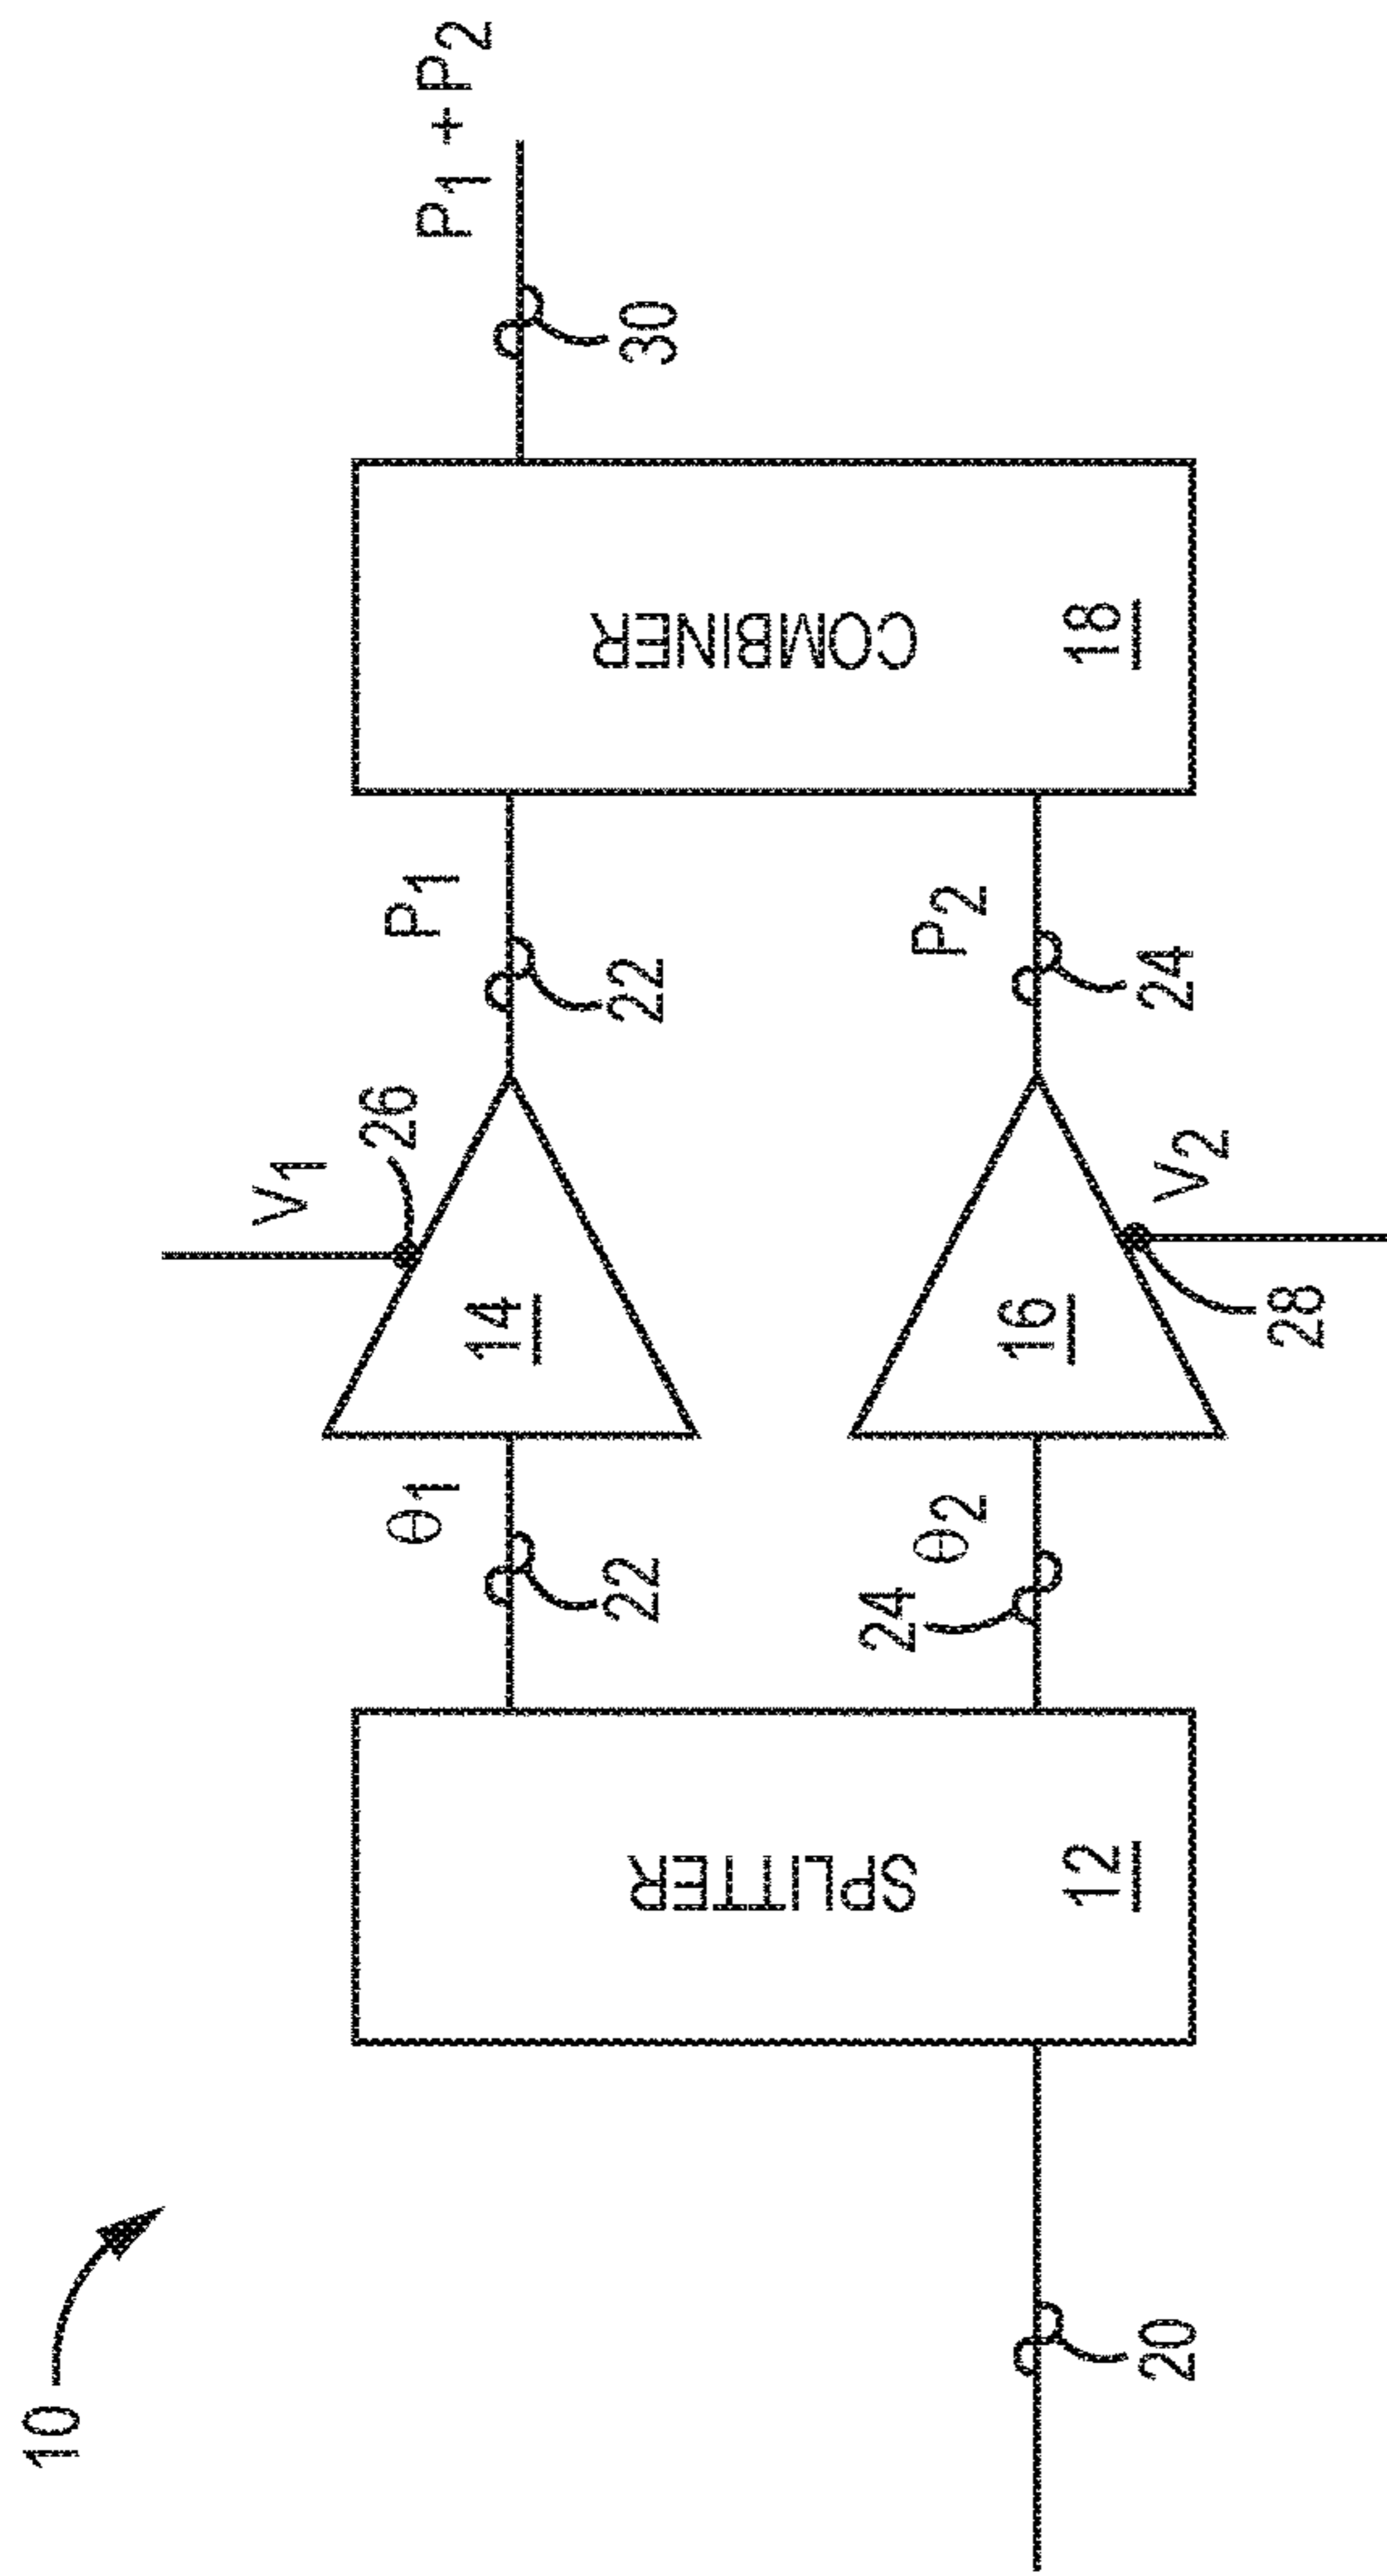 10
20
SPLITTER
12
θ1
22
24
θ2
V1
26
14
16
V2
28
P1
22
P2
24
COMBINER
18
30
P1 + P2